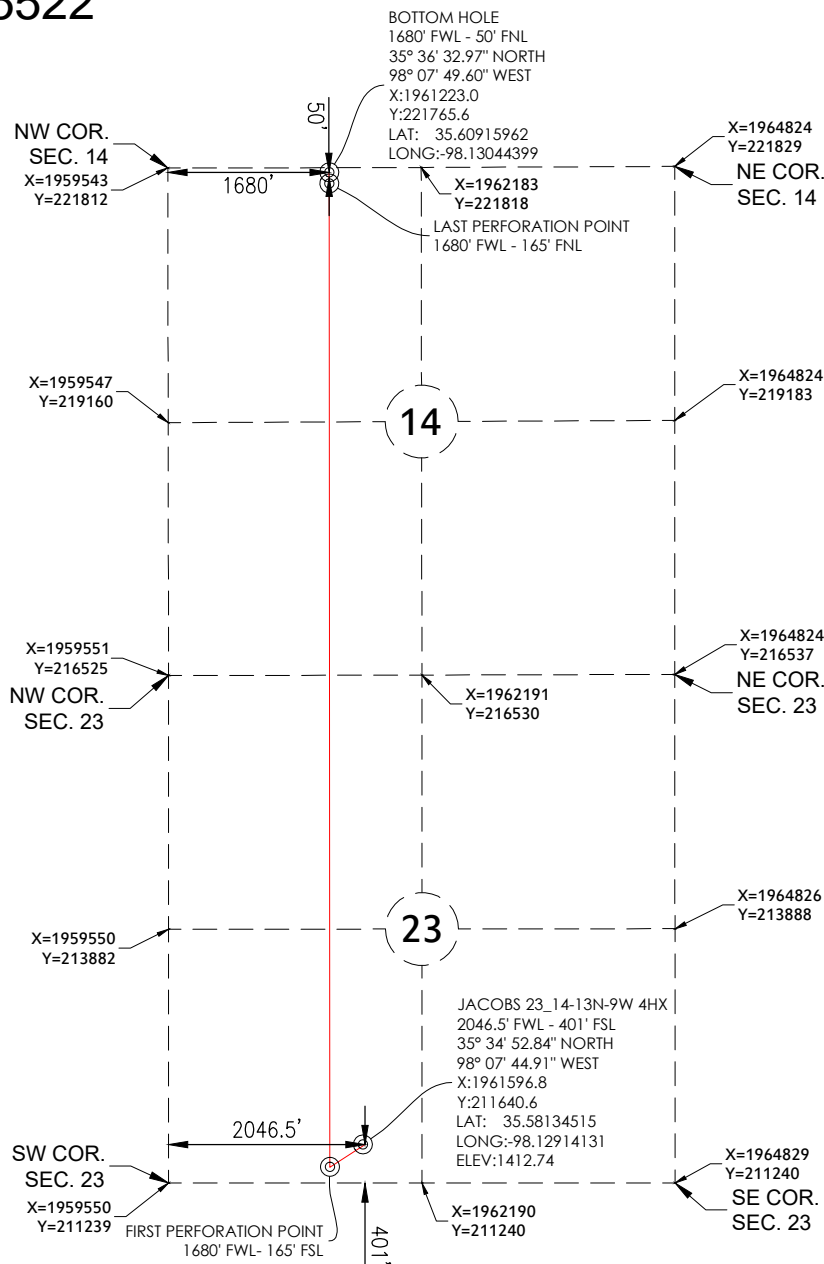 BOTTOM HOLE
1680' FWL - 50' FNL
35° 36' 32.97" NORTH
98° 07' 49.60" WEST
X:1961223.0
Y:221765.6
LAT: 35.60915962
LONG:-98.13044399
50'
NW COR.
SEC. 14
X=1959543
Y=221812
1680'
X=1964824
Y=221829
NE COR.
SEC. 14
X=1962183
Y=221818
LAST PERFORATION POINT
1680' FWL - 165' FNL
X=1959547
Y=219160
14
X=1964824
Y=219183
X=1959551
Y=216525
NW COR.
SEC. 23
X=1962191
Y=216530
X=1964824
Y=216537
NE COR.
SEC. 23
X=1959550
Y=213882
23
X=1964826
Y=213888
JACOBS 23_14-13N-9W 4HX
2046.5' FWL - 401' FSL
35° 34' 52.84" NORTH
98° 07' 44.91" WEST
X:1961596.8
Y:211640.6
LAT: 35.58134515
LONG:-98.12914131
ELEV:1412.74
2046.5'
SW COR.
SEC. 23
X=1959550
Y=211239
FIRST PERFORATION POINT
1680' FWL- 165' FSL
401'
X=1962190
Y=211240
X=1964829
Y=211240
SE COR.
SEC. 23